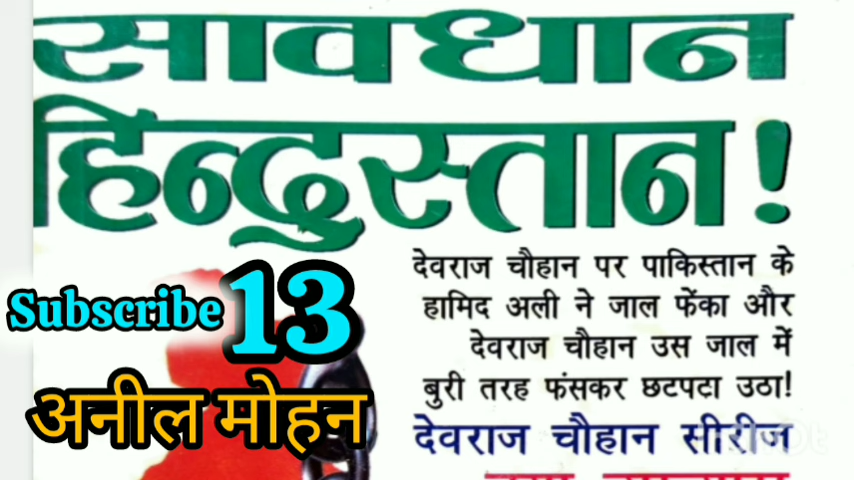 सावधान
हिन्दुस्तान!
देवराज चौहान पर पाकिस्तान के
हामिद अली ने जाल फेंका और
देवराज चौहान उस जाल में
बुरी तरह फंसकर छटपटा उठा!
देवराज चौहान सीरीज
Subscribe 13
अनील मोहन